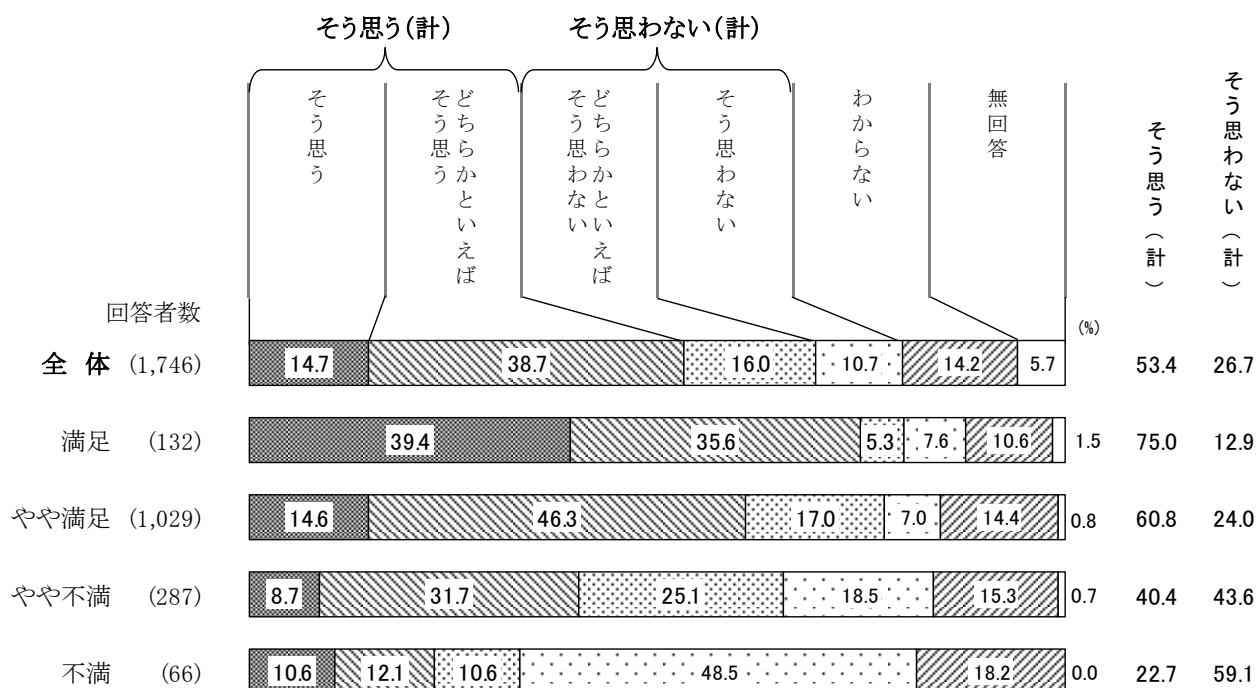 そう思う（計）
そう思わない（計）
そう思う
どちらかといえば
そう思う
どちらかといえば
そう思わない
そう思わない
わからない
無回答
そう思う（計）
そう思わない（計）
回答者数
(%)
全 体 (1,746) 14.7 38.7 16.0 10.7 14.2 5.7 53.4 26.7
満足 (132) 39.4 35.6 5.3 7.6 10.6 1.5 75.0 12.9
やや満足 (1,029) 14.6 46.3 17.0 7.0 14.4 0.8 60.8 24.0
やや不満 (287) 8.7 31.7 25.1 18.5 15.3 0.7 40.4 43.6
不満 (66) 10.6 12.1 10.6 48.5 18.2 0.0 22.7 59.1